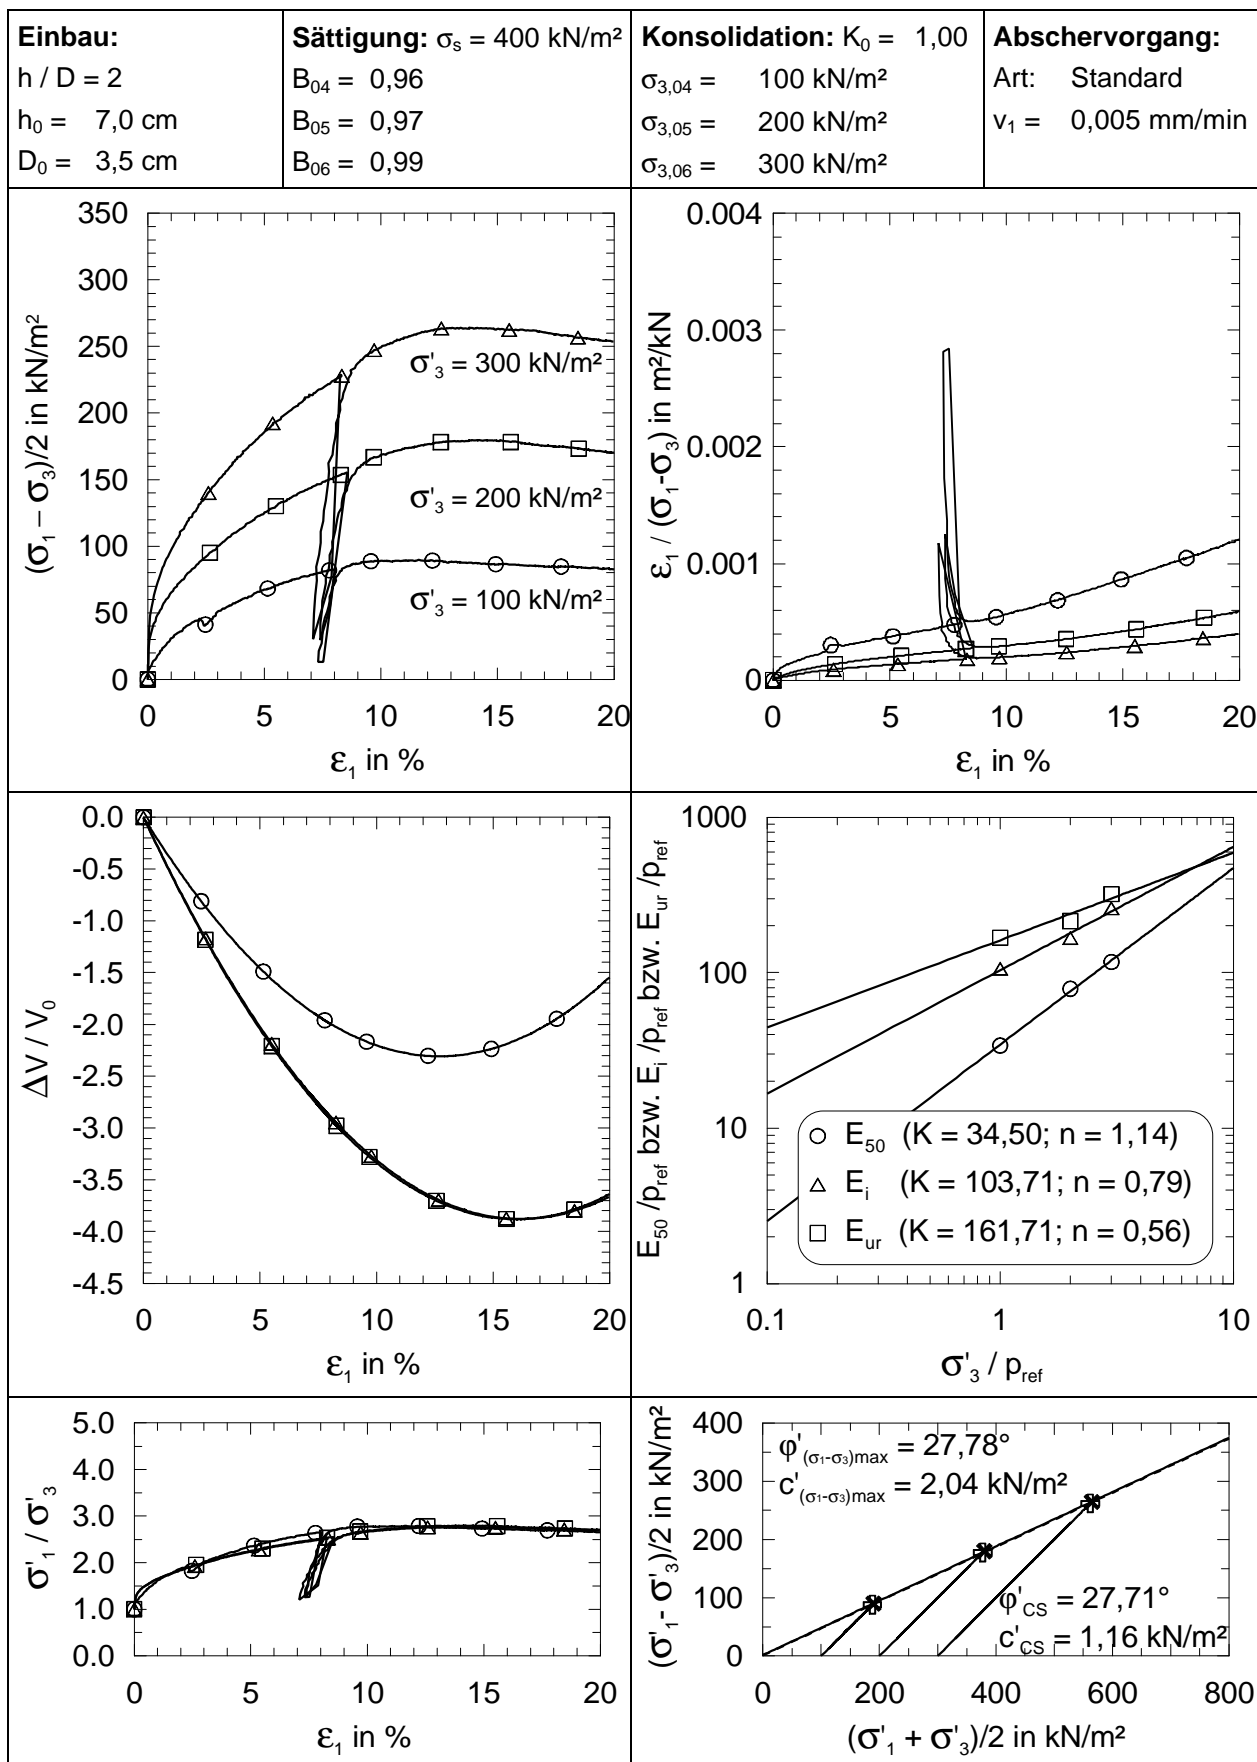 Einbau:
h / D = 2
h0 = 7,0 cm
D0 = 3,5 cm
Sättigung: σs = 400 kN/m²
B04 = 0,96
B05 = 0,97
B06 = 0,99
Konsolidation: K0 = 1,00
σ3,04 = 100 kN/m²
σ3,05 = 200 kN/m²
σ3,06 = 300 kN/m²
Abschervorgang:
Art: Standard
v1 = 0,005 mm/min
(σ1 – σ3)/2 in kN/m²
350
300
250
200
150
100
50
0
σ'3 = 300 kN/m²
σ'3 = 200 kN/m²
σ'3 = 100 kN/m²
0 5 10 15 20
ε1 in %
ε1 / (σ1-σ3) in m²/kN
0.004
0.003
0.002
0.001
0
0 5 10 15 20
ε1 in %
ΔV / V0
0.0
-0.5
-1.0
-1.5
-2.0
-2.5
-3.0
-3.5
-4.0
-4.5
0 5 10 15 20
ε1 in %
E50 /pref bzw. Ei /pref bzw. Eur /pref
1000
100
10
1
E50 (K = 34,50; n = 1,14)
Ei (K = 103,71; n = 0,79)
Eur (K = 161,71; n = 0,56)
0.1 1 10
σ'3 / pref
σ'1 / σ'3
5.0
4.0
3.0
2.0
1.0
0.0
0 5 10 15 20
ε1 in %
(σ'1- σ'3)/2 in kN/m²
400
300
200
100
0
φ'(σ1-σ3)max = 27,78°
c'(σ1-σ3)max = 2,04 kN/m²
φ'CS = 27,71°
c'CS = 1,16 kN/m²
0 200 400 600 800
(σ'1 + σ'3)/2 in kN/m²